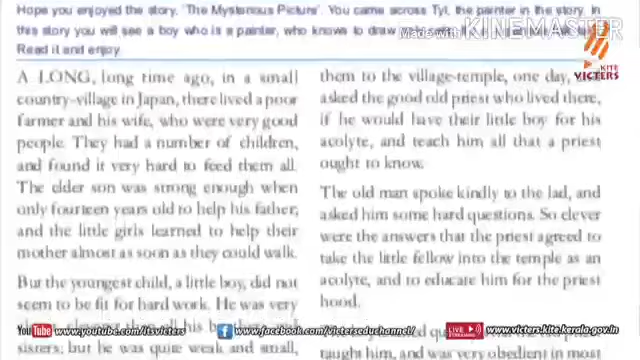 Hope you enjoyed the story, 'The Mysterious Picture'. You came across Tyl, the painter in the story. In
this story you will see a boy who is a painter, who knows to draw
Read it and enjoy.
Made with KINEMASTER
KITE
VICTERS
A LONG, long time ago, in a small
country-village in Japan, there lived a poor
farmer and his wife, who were very good
people. They had a number of children,
and found it very hard to feed them all.
The elder son was strong enough when
only fourteen years old to help his father;
and the little girls learned to help their
mother almost as soon as they could walk.
But the youngest child, a little boy, did not
seem to be fit for hard work. He was very
sisters; but he was quite weak and small,
them to the village-temple, one day,
asked the good old priest who lived there,
if he would have their little boy for his
acolyte, and teach him all that a priest
ought to know.
The old man spoke kindly to the lad, and
asked him some hard questions. So clever
were the answers that the priest agreed to
take the little fellow into the temple as an
acolyte, and to educate him for the priest
hood.
taught him, and was very obedient in most
You Tube www.youtube.com/itsvicters
f www.facebook.com/victerseduchannel/
LIVE STREAMING www.victers.kite.kerala.gov.in